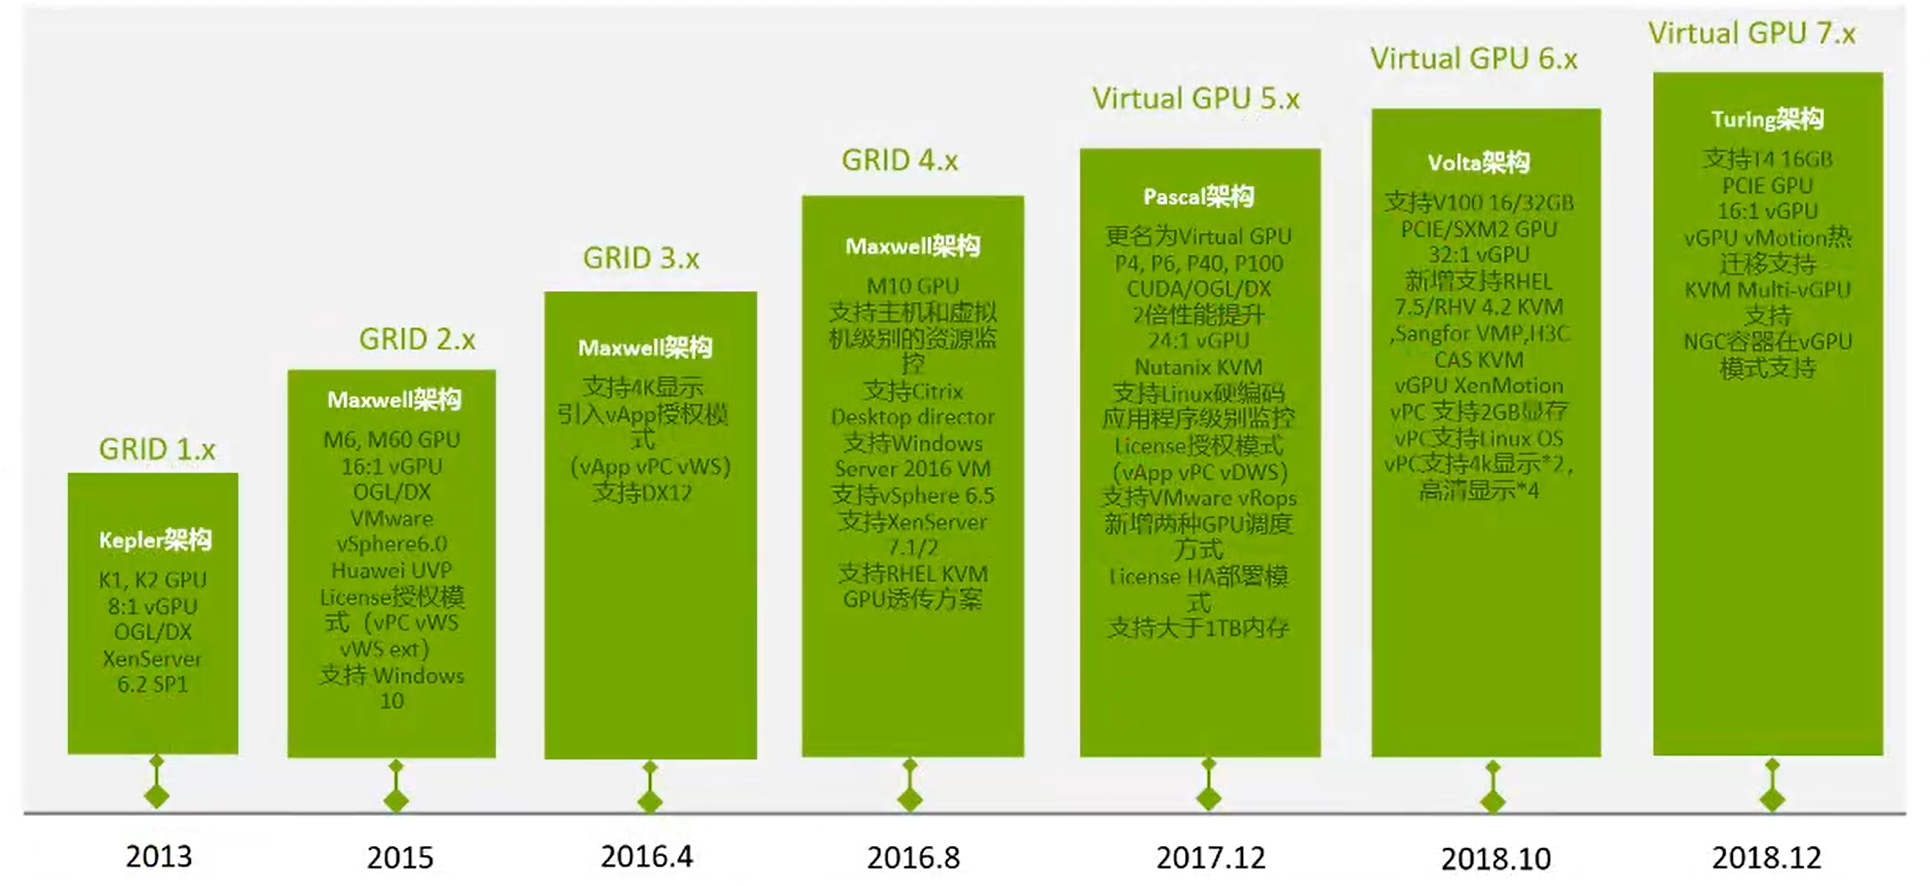 GRID 1.x
Kepler架构
K1, K2 GPU
8:1 vGPU
OGL/DX
XenServer
6.2 SP1
2013
GRID 2.x
Maxwell架构
M6, M60 GPU
16:1 vGPU
OGL/DX
VMware
vSphere6.0
Huawei UVP
License授权模
式（vPC vWS
vWS ext）
支持 Windows
10
2015
GRID 3.x
Maxwell架构
支持4K显示
引入vApp授权模
式
（vApp vPC vWS）
支持DX12
2016.4
GRID 4.x
Maxwell架构
M10 GPU
支持主机和虚拟
机级别的资源监
控
支持Citrix
Desktop director
支持Windows
Server 2016 VM
支持vSphere 6.5
支持XenServer
7.1/2
支持RHEL KVM
GPU透传方案
2016.8
Virtual GPU 5.x
Pascal架构
更名为Virtual GPU
P4, P6, P40, P100
CUDA/OGL/DX
2倍性能提升
24:1 vGPU
Nutanix KVM
支持Linux硬编码
应用程序级别监控
License授权模式
（vApp vPC vDWS）
支持VMware vRops
新增两种GPU调度
方式
License HA部署模
式
支持大于1TB内存
2017.12
Virtual GPU 6.x
Volta架构
支持V100 16/32GB
PCIE/SXM2 GPU
32:1 vGPU
新增支持RHEL
7.5/RHV 4.2 KVM
,Sangfor VMP,H3C
CAS KVM
vGPU XenMotion
vPC 支持2GB显存
vPC支持Linux OS
vPC支持4k显示*2，
高清显示*4
2018.10
Virtual GPU 7.x
Turing架构
支持T4 16GB
PCIE GPU
16:1 vGPU
vGPU vMotion热
迁移支持
KVM Multi-vGPU
支持
NGC容器在vGPU
模式支持
2018.12